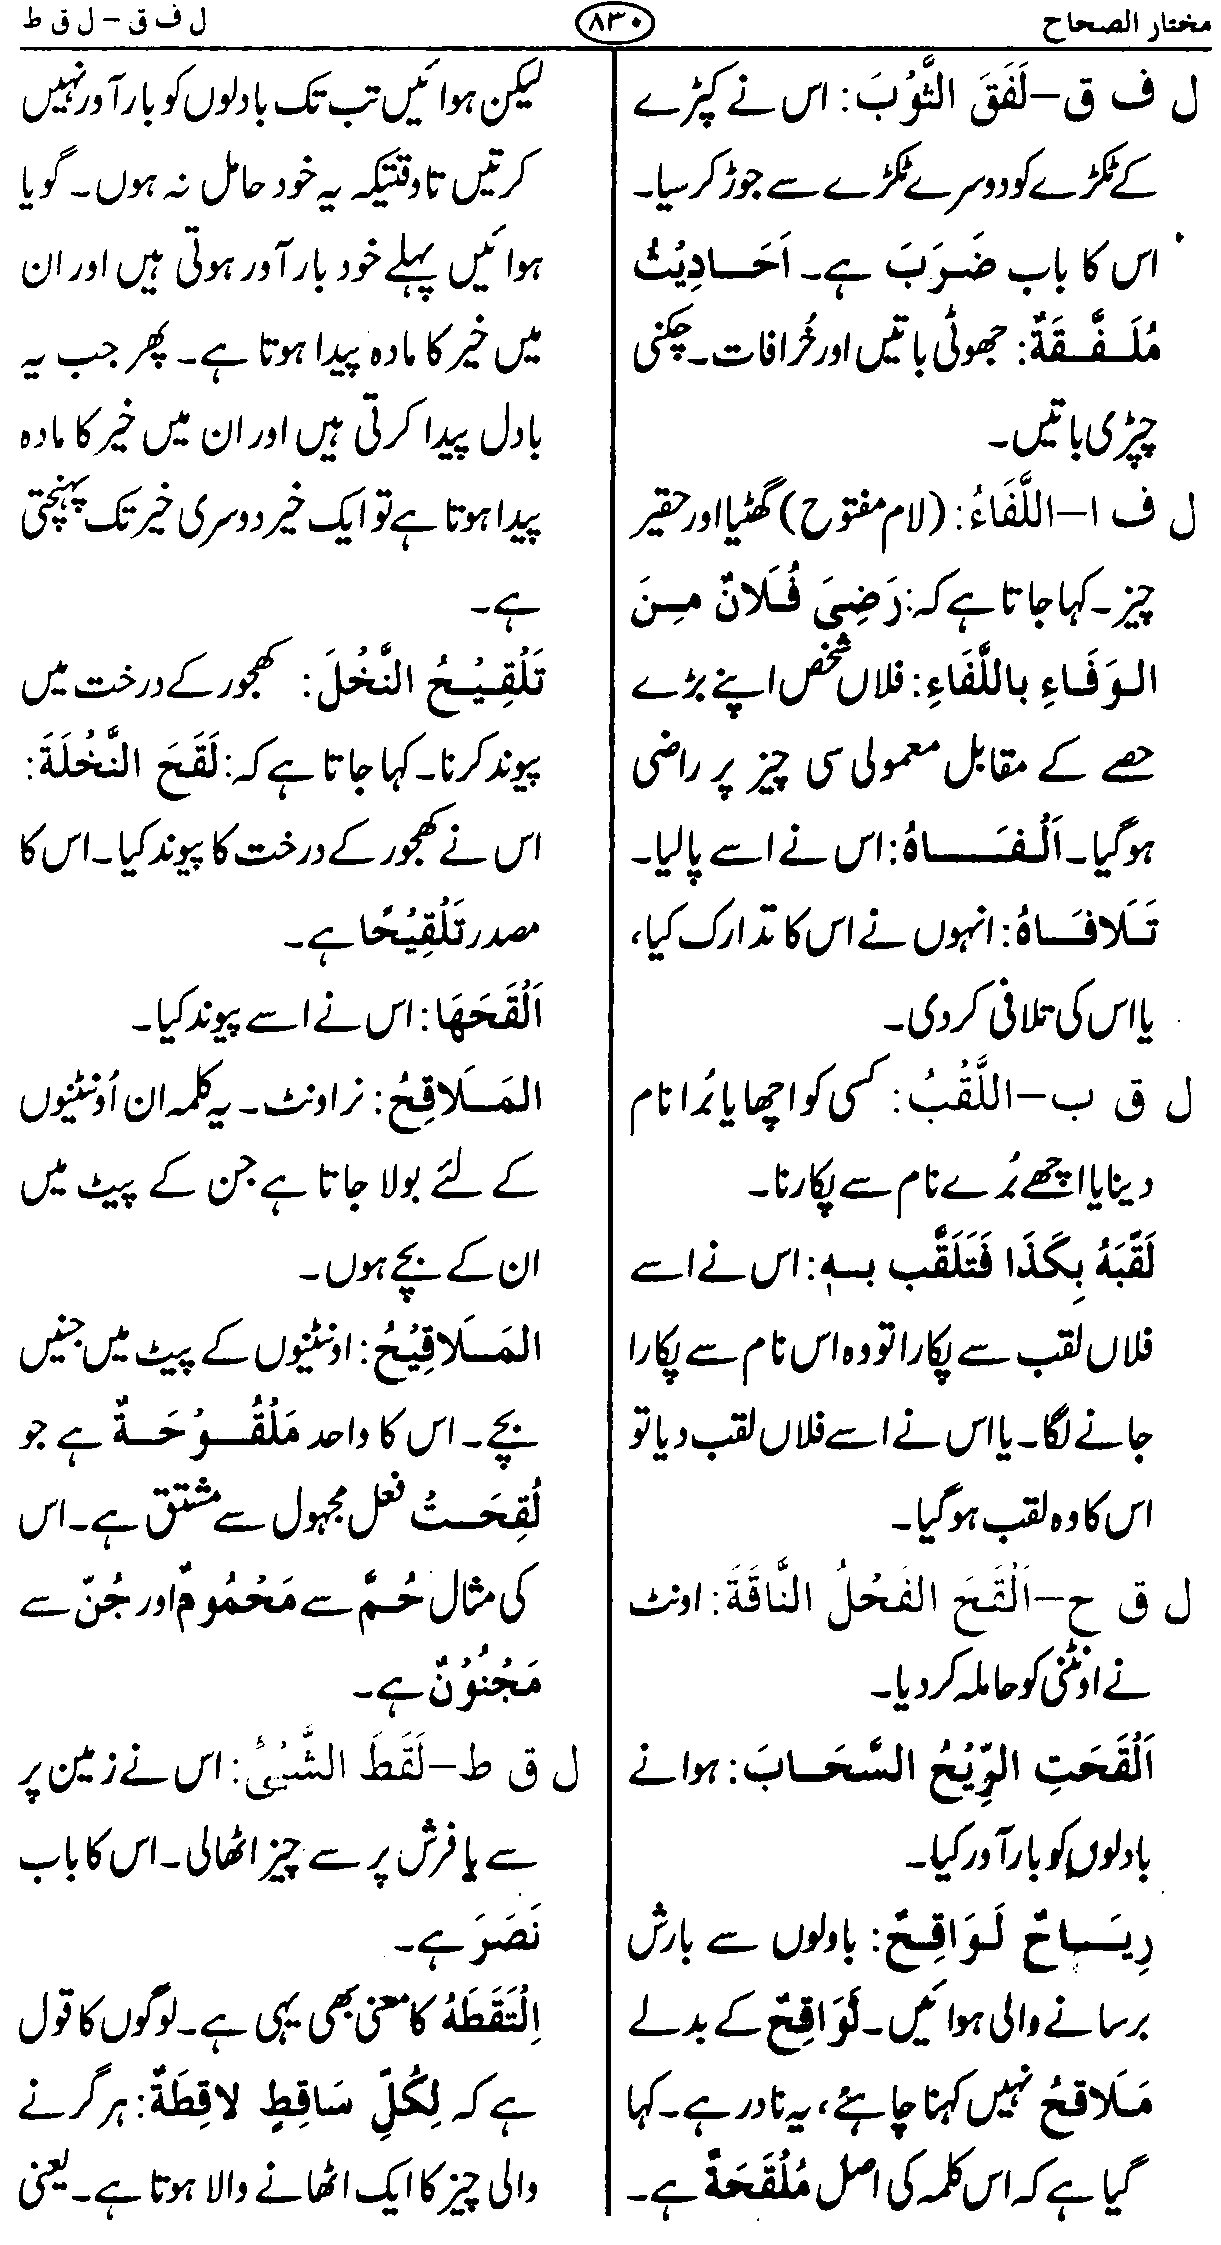 مختار الصحاح
۸۳۰
ل ف ق – ل ق ط
ل ف ق – لَفَقَ الثَّوْبَ: اس نے کپڑے
کے ٹکڑے کو دوسرے ٹکڑے سے جوڑ کر سیا۔
اس کا باب ضَرَبَ ہے۔ اَحَادِیْثُ
مُلَفَّقَةٌ: جھوٹی باتیں اور خُرافات۔ چکنی
چپڑی باتیں۔
ل ف ا – اللَّفَاءُ: (لام مفتوح) گھٹیا اور حقیر
چیز۔ کہا جاتا ہے کہ: رَضِیَ فُلَانٌ مِنَ
الوَفَاءِ باللَّفَاءِ: فلاں شخص اپنے بڑے
حصے کے مقابل معمولی سی چیز پر راضی
ہو گیا۔ اَلْفَاهُ: اس نے اسے پالیا۔
تَلَافَاهُ: انہوں نے اس کا تدارک کیا،
یا اس کی تلافی کر دی۔
ل ق ب – اللَّقْبُ: کسی کو اچھا یا بُرا نام
دینا یا اچھے بُرے نام سے پکارنا۔
لَقَّبَهُ بِكَذَا فَتَلَقَّب بہٖ: اس نے اسے
فلاں لقب سے پکارا تو وہ اس نام سے پکارا
جانے لگا۔ یا اس نے اسے فلاں لقب دیا تو
اس کا وہ لقب ہو گیا۔
ل ق ح – اَلْقَحَ الفَحْلُ النَّاقَةَ: اونٹ
نے اونٹنی کو حاملہ کر دیا۔
اَلْقَحَتِ الرِّیْحُ السَّحَابَ: ہوا نے
بادلوں کو بار آور کیا۔
رِیَاحٌ لَوَاقِحٌ: بادلوں سے بارش
برسانے والی ہوائیں۔ لَوَاقِحٌ کے بدلے
مَلَاقحُ نہیں کہنا چاہئے، یہ نادر ہے۔ کہا
گیا ہے کہ اس کلمہ کی اصل مُلْقَحَةٌ ہے۔
لیکن ہوائیں تب تک بادلوں کو بار آور نہیں
کرتیں تاوقتیکہ یہ خود حامل نہ ہوں۔ گویا
ہوائیں پہلے خود بار آور ہوتی ہیں اور ان
میں خیر کا مادہ پیدا ہوتا ہے۔ پھر جب یہ
بادل پیدا کرتی ہیں اور ان میں خیر کا مادہ
پیدا ہوتا ہے تو ایک خیر دوسری خیر تک پہنچتی
ہے۔
تَلْقِیْحُ النَّخْلَ: کھجور کے درخت میں
پیوند کرنا۔ کہا جاتا ہے کہ: لَقَحَ النَّخْلَةَ:
اس نے کھجور کے درخت کا پیوند کیا۔ اس کا
مصدر تَلْقِیْحًا ہے۔
اَلْقَحَهَا: اس نے اسے پیوند کیا۔
المَلَاقِحُ: نر اونٹ۔ یہ کلمہ ان اُونٹنیوں
کے لئے بولا جاتا ہے جن کے پیٹ میں
ان کے بچے ہوں۔
المَلَاقِیْحُ: اونٹنیوں کے پیٹ میں جنیں
بچے۔ اس کا واحد مَلْقُوْحَةٌ ہے جو
لُقِحَتْ فعل مجہول سے مشتق ہے۔ اس
کی مثال حُمَّ سے مَحْمُومٌ اور جُنّ سے
مَجْنُوْنٌ ہے۔
ل ق ط – لَقَطَ الشَّیْئَ: اس نے زمین پر
سے یا فرش پر سے چیز اٹھالی۔ اس کا باب
نَصَرَ ہے۔
اِلْتَقَطَهُ کا معنی بھی یہی ہے۔ لوگوں کا قول
ہے کہ لِكُلِّ سَاقِطٍ لاقِطَةٌ: ہر گرنے
والی چیز کا ایک اٹھانے والا ہوتا ہے۔ یعنی